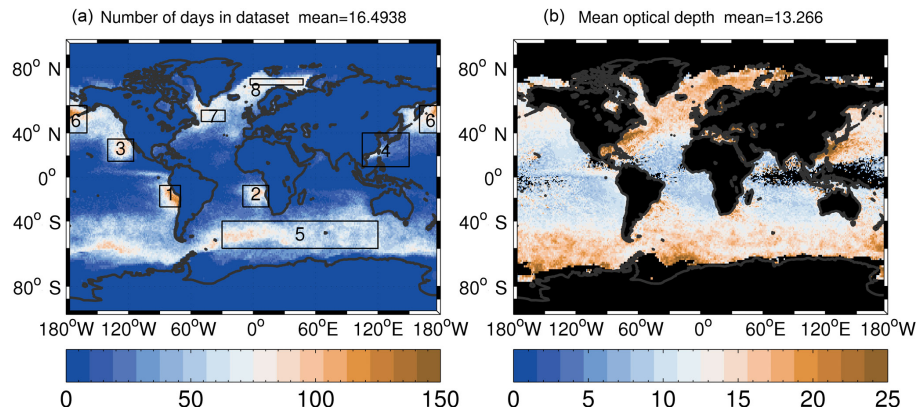 (a) Number of days in dataset mean=16.4938
80° N
40° N
0°
40° S
80° S
180°W 120°W 60°W 0° 60°E 120°E 180°W
0 50 100 150
1
2
3
4
5
6
6
7
8
(b) Mean optical depth mean=13.266
80° N
40° N
0°
40° S
80° S
180°W 120°W 60°W 0° 60°E 120°E 180°W
0 5 10 15 20 25